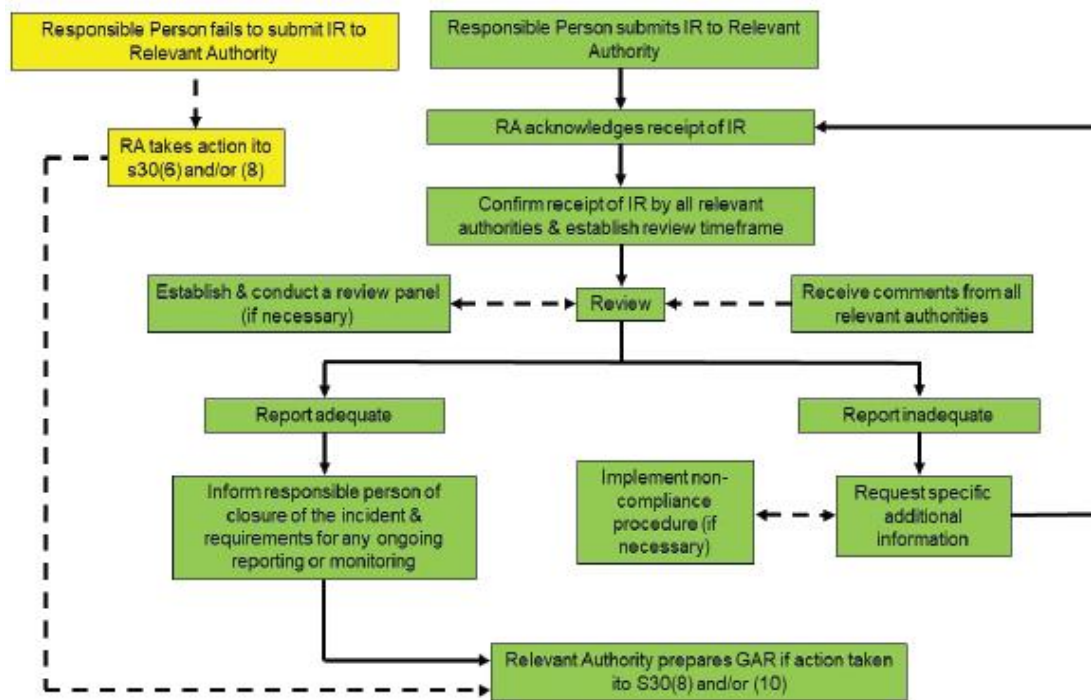 Responsible Person fails to submit IR to
Relevant Authority
Responsible Person submits IR to Relevant
Authority
RA acknowledges receipt of IR
RA takes action ito
s30(6) and/or (8)
Confirm receipt of IR by all relevant
authorities & establish review timeframe
Establish & conduct a review panel
(if necessary)
Review
Receive comments from all
relevant authorities
Report adequate
Report inadequate
Inform responsible person of
closure of the incident &
requirements for any ongoing
reporting or monitoring
Implement non-
compliance
procedure (if
necessary)
Request specific
additional
information
Relevant Authority prepares GAR if action taken
ito S30(8) and/or (10)